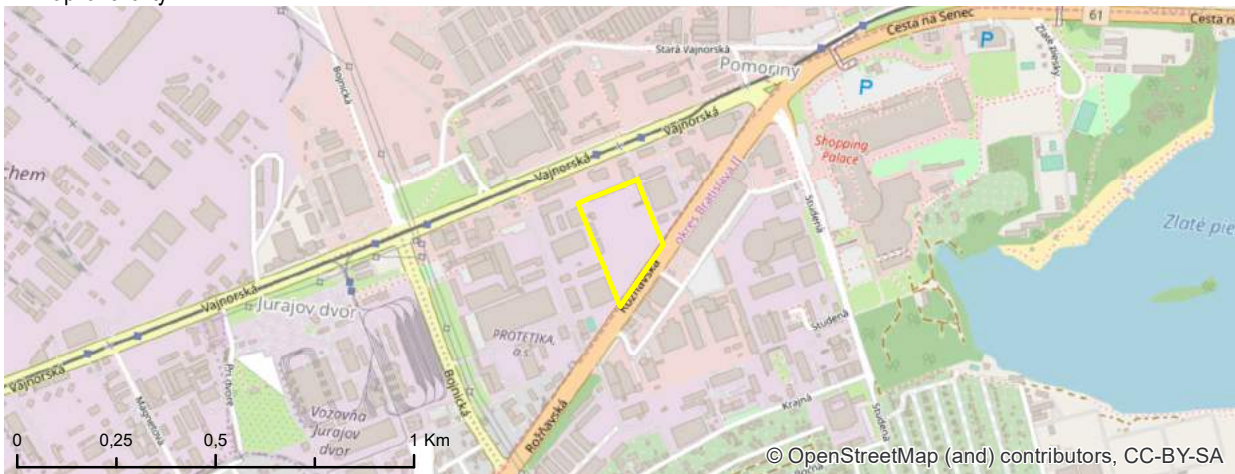 Cesta na Senec
61
Cesta n
Stará Vajnorská
Pomoriny
P
Zlaté piesky
Bojnická
Vajnorská
P
Shopping
Palace
chem
Vajnorská
okres Bratislava II
Studená
Zlaté pie
Rožňavská
Vajnorská
Jurajov dvor
Studená
PROTETIKA,
a.s.
Vajnorská
Pri dvore
Bojnická
Magnetová
Vozovňa
Jurajov
dvor
Rožňavská
Krajná
Studená
0 0,25 0,5 1 Km
© OpenStreetMap (and) contributors, CC-BY-SA